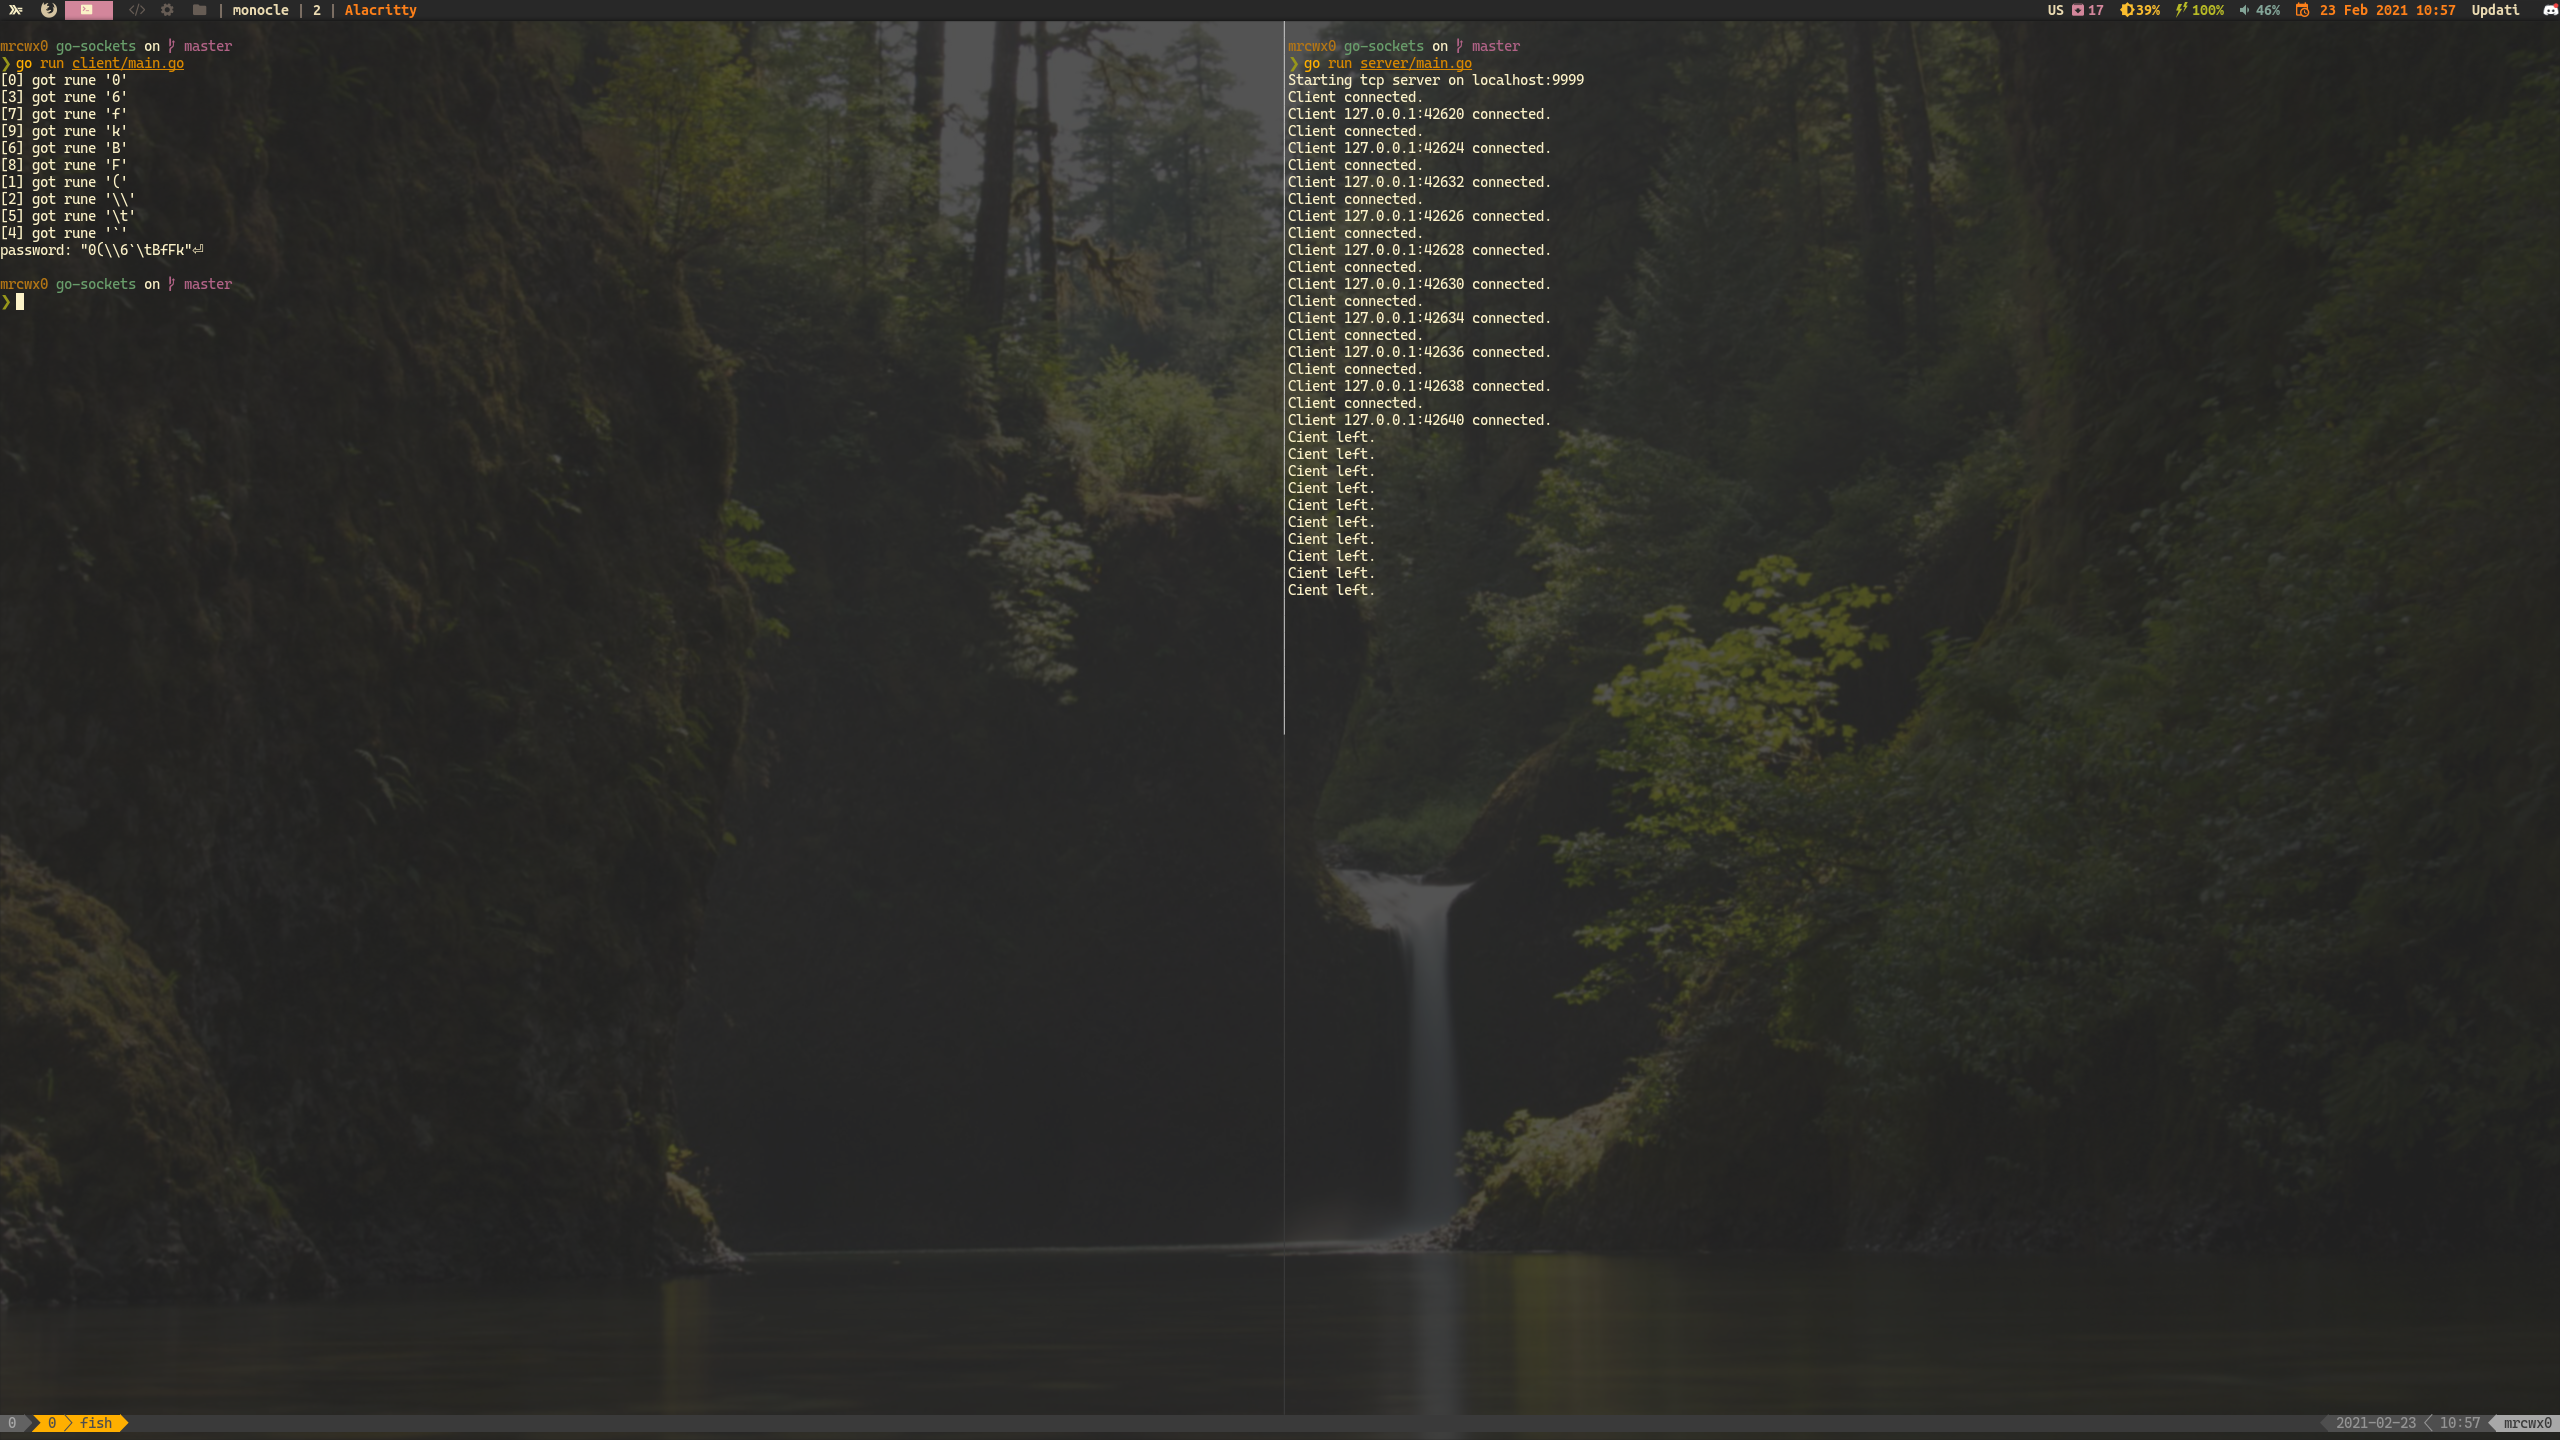 | monocle | 2 | Alacritty
US 17 39% 100% 46% 23 Feb 2021 10:57 Updati
mrcwx0 go-sockets on master
❯ go run client/main.go
[0] got rune '0'
[3] got rune '6'
[7] got rune 'f'
[9] got rune 'k'
[6] got rune 'B'
[8] got rune 'F'
[1] got rune '('
[2] got rune '\\'
[5] got rune '\t'
[4] got rune '`'
password: "0(\\6`\tBfFk"⏎
mrcwx0 go-sockets on master
❯
mrcwx0 go-sockets on master
❯ go run server/main.go
Starting tcp server on localhost:9999
Client connected.
Client 127.0.0.1:42620 connected.
Client connected.
Client 127.0.0.1:42624 connected.
Client connected.
Client 127.0.0.1:42632 connected.
Client connected.
Client 127.0.0.1:42626 connected.
Client connected.
Client 127.0.0.1:42628 connected.
Client connected.
Client 127.0.0.1:42630 connected.
Client connected.
Client 127.0.0.1:42634 connected.
Client connected.
Client 127.0.0.1:42636 connected.
Client connected.
Client 127.0.0.1:42638 connected.
Client connected.
Client 127.0.0.1:42640 connected.
Cient left.
Cient left.
Cient left.
Cient left.
Cient left.
Cient left.
Cient left.
Cient left.
Cient left.
Cient left.
0 0 fish
2021-02-23 10:57 mrcwx0